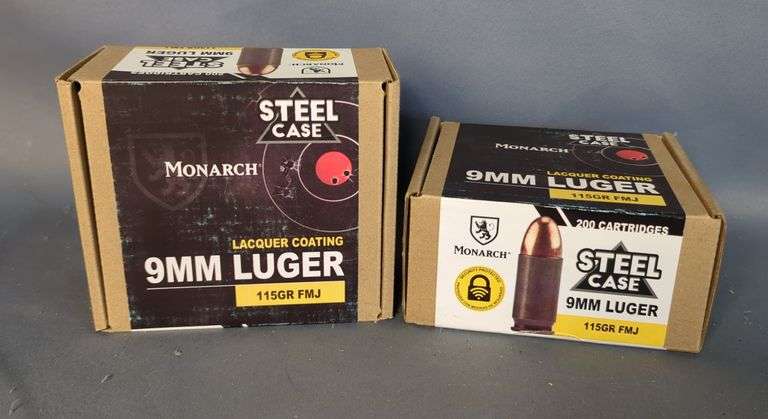 9MM LUGER
MONARCH
STEEL
CASE
MONARCH
LACQUER COATING
9MM LUGER
115GR FMJ
STEEL
CASE
MONARCH
LACQUER COATING
9MM LUGER
115GR FMJ
200 CARTRIDGES
MONARCH
STEEL
CASE
9MM LUGER
115GR FMJ